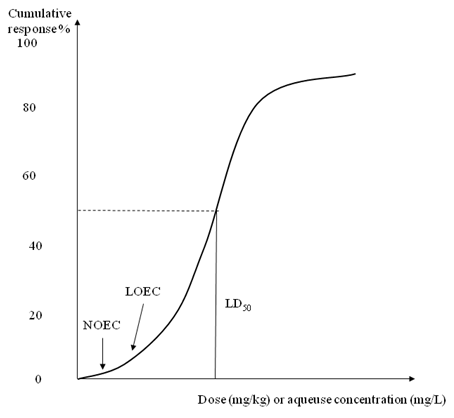 Cumulative
response%
100
80
60
40
LOEC
LD50
NOEC
20
0
Dose (mg/kg) or aqueuse concentration (mg/L)